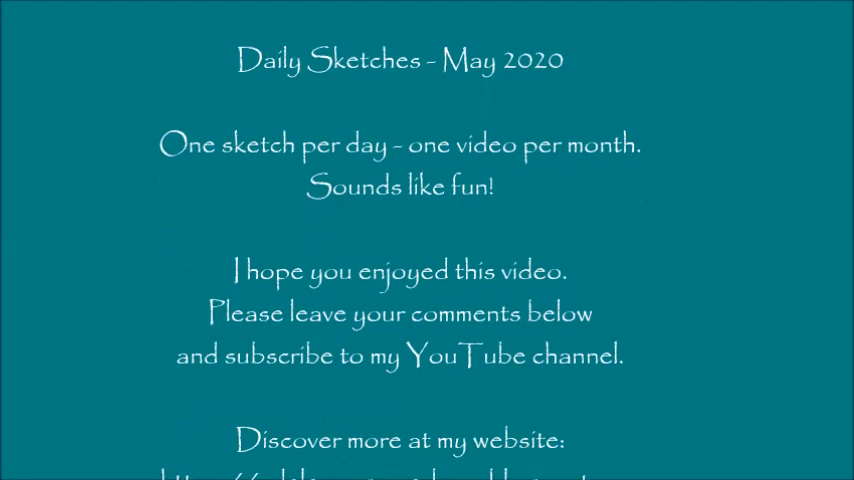 Daily Sketches - May 2020
One sketch per day - one video per month.
Sounds like fun!
I hope you enjoyed this video.
Please leave your comments below
and subscribe to my YouTube channel.
Discover more at my website: